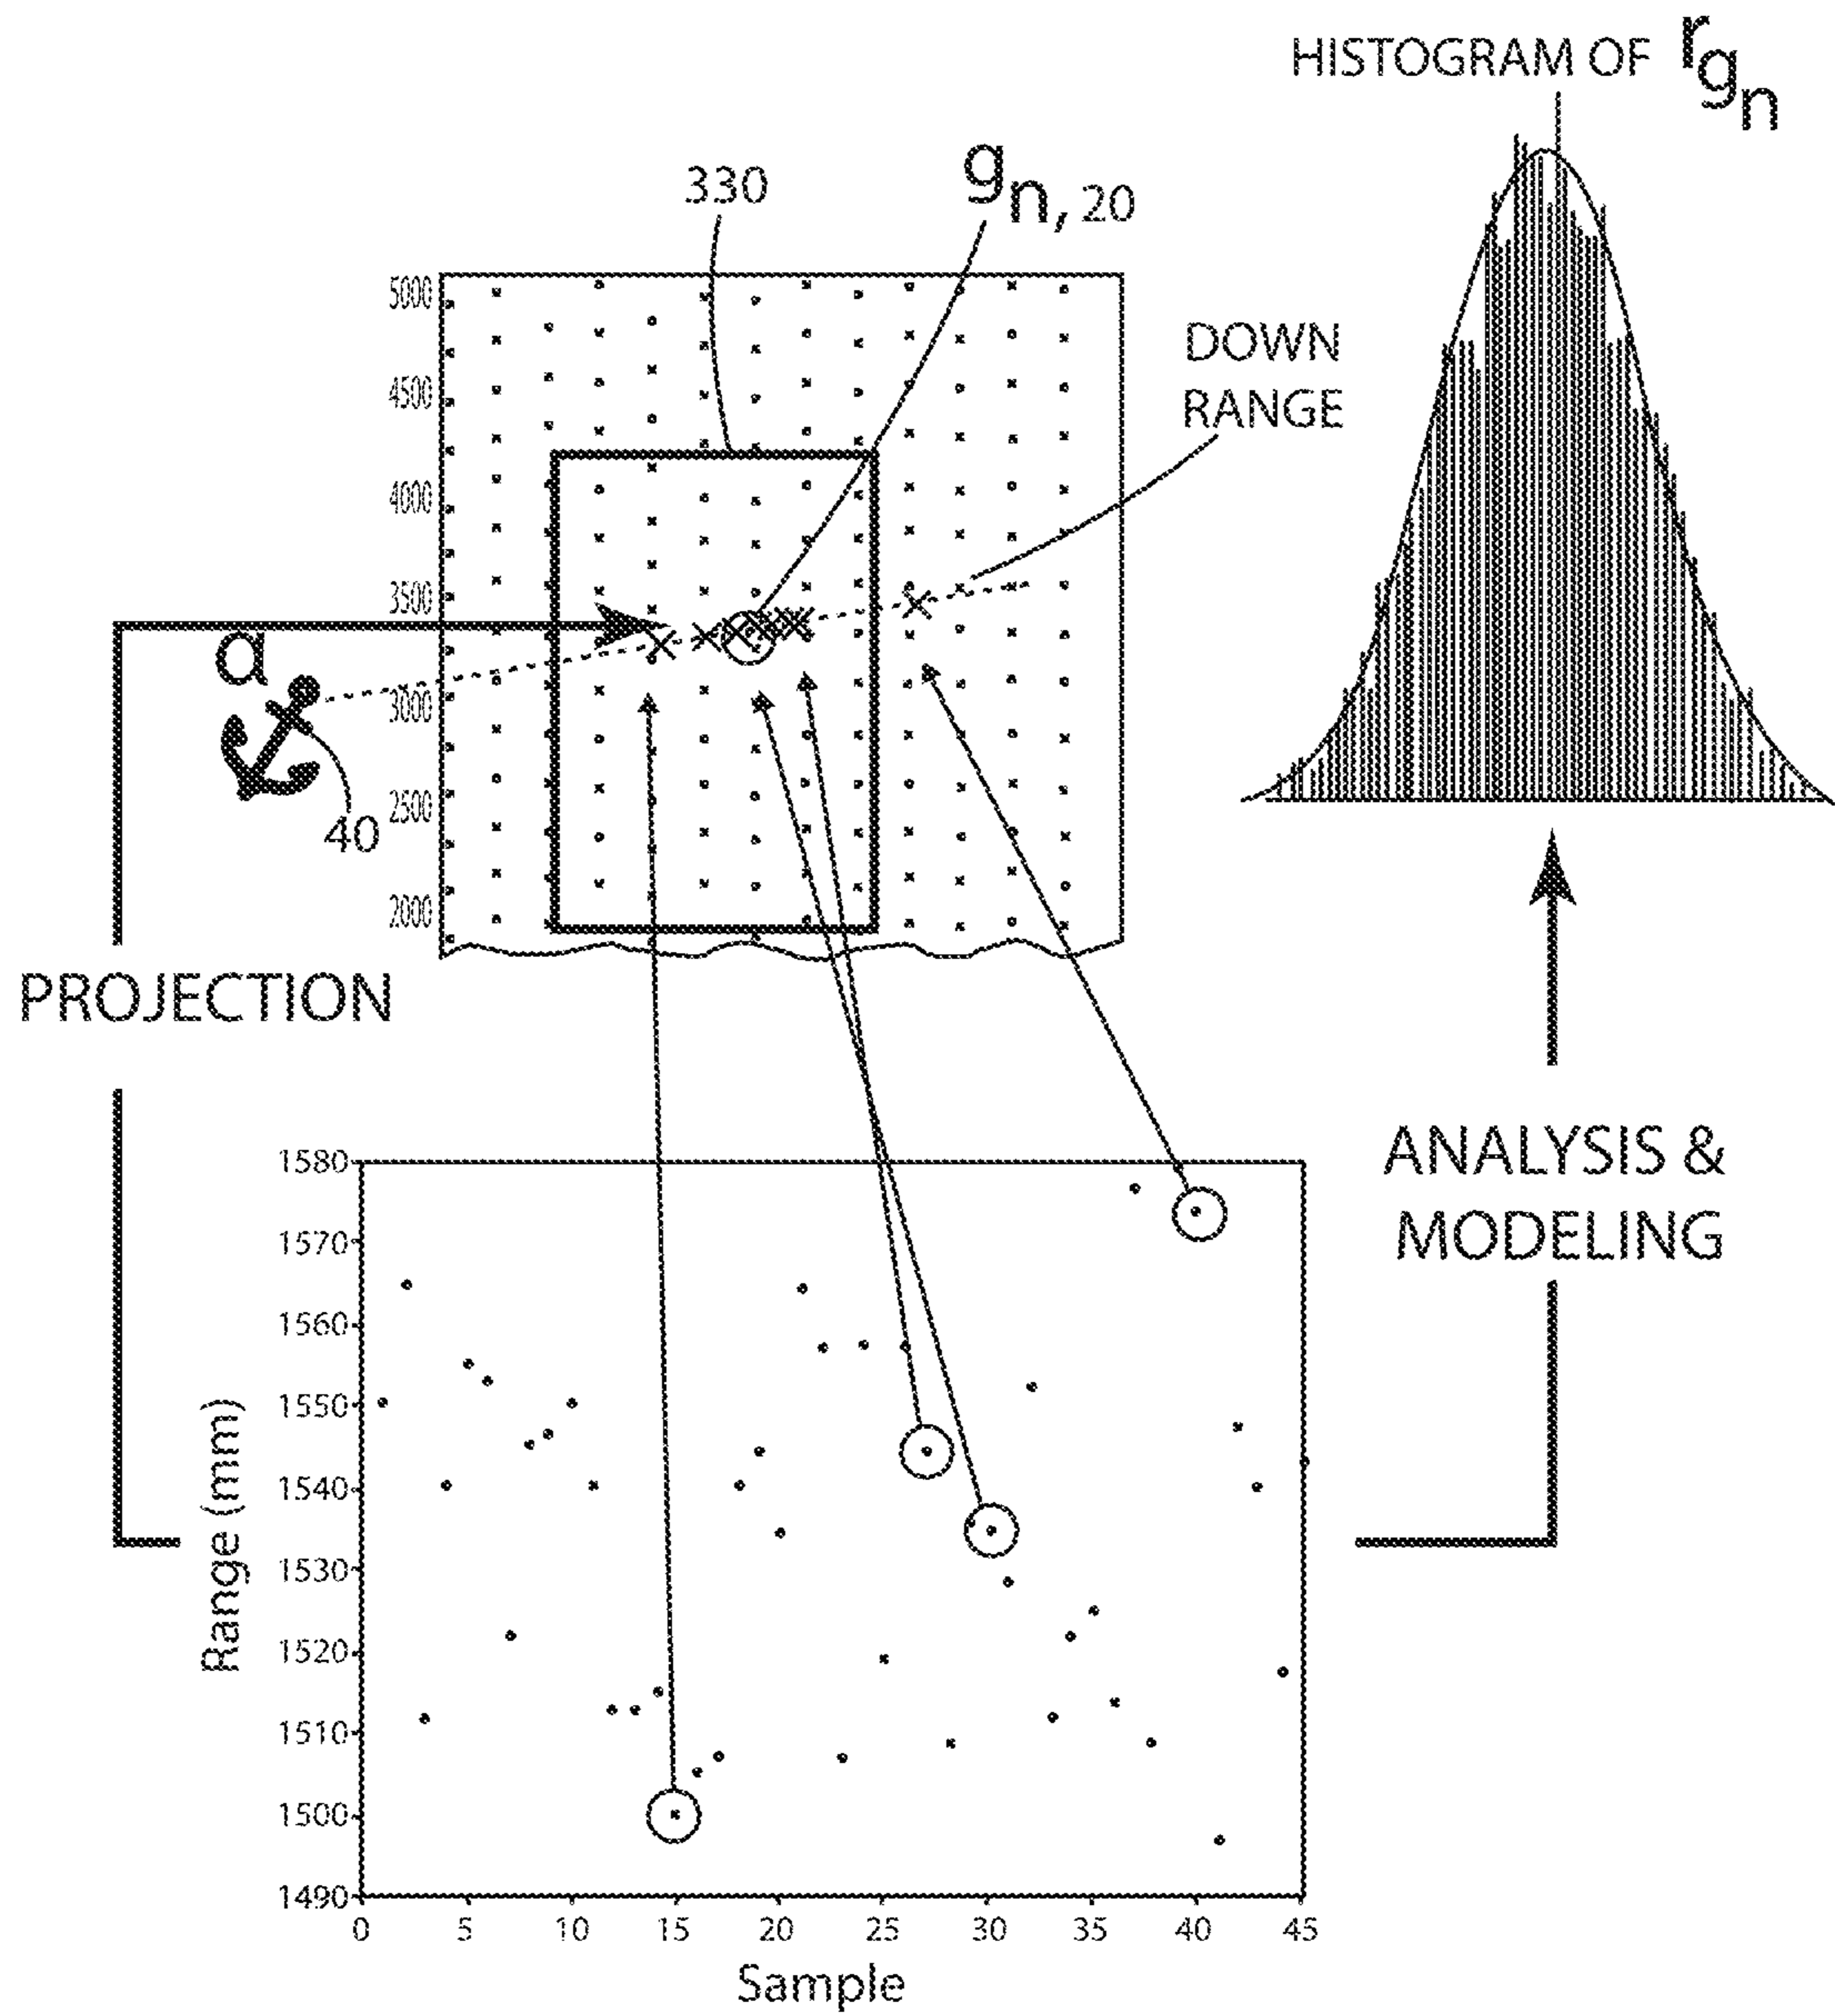 HISTOGRAM OF rgn
330
gn, 20
5000
4500
4000
3500
3000
2500
2000
DOWN
RANGE
α
40
PROJECTION
ANALYSIS &
MODELING
1580
1570
1560
1550
1540
1530
1520
1510
1500
1490
Range (mm)
0 5 10 15 20 25 30 35 40 45
Sample